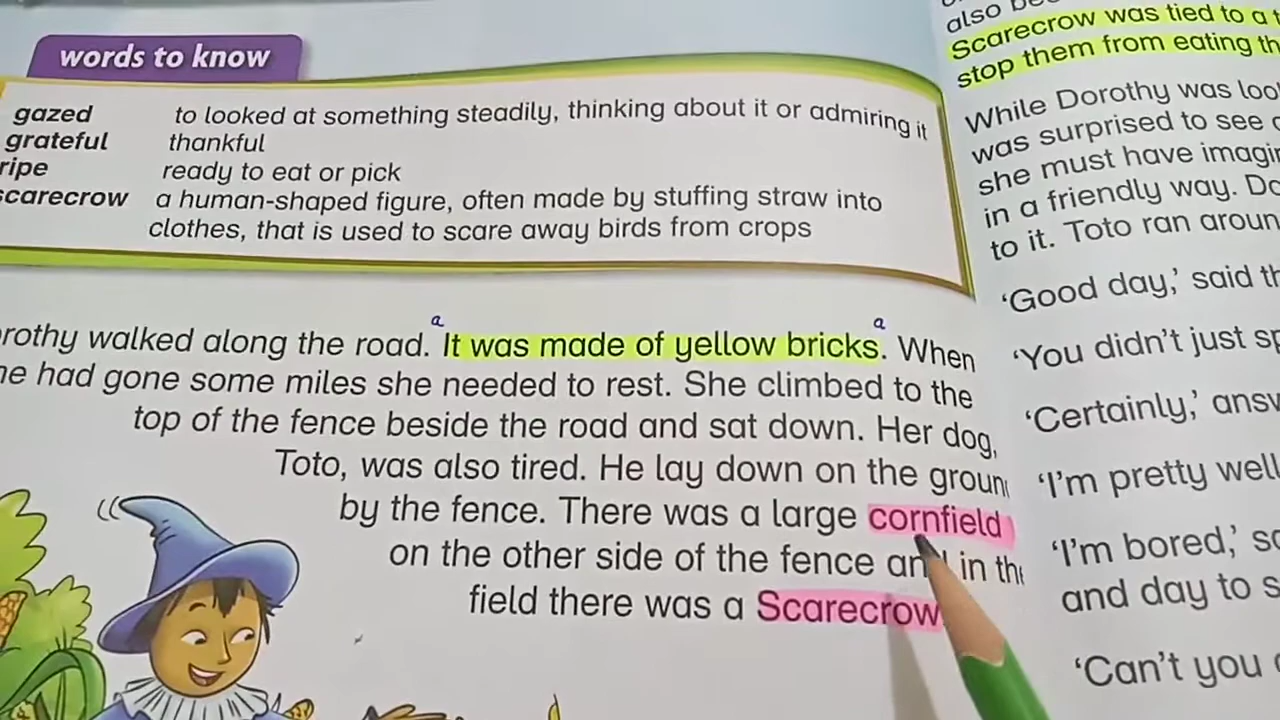 words to know
gazed to looked at something steadily, thinking about it or admiring it
grateful thankful
ripe ready to eat or pick
scarecrow a human-shaped figure, often made by stuffing straw into
clothes, that is used to scare away birds from crops
a a
walked along the road. It was made of yellow bricks. When
had gone some miles she needed to rest. She climbed to the
top of the fence beside the road and sat down. Her dog,
Toto, was also tired. He lay down on the
by the fence. There was a large cornfield
on the other side of the fence and in
field there was a Scarecrow
also
Scarecrow was tied to a
stop them from eating
While Dorothy was
was surprised to see
she must have
in a friendly way.
to it. Toto ran
‘Good day,’ said
‘You didn’t just
‘Certainly,’
‘I’m pretty well
‘I’m bored,’
and day to
‘Can’t you